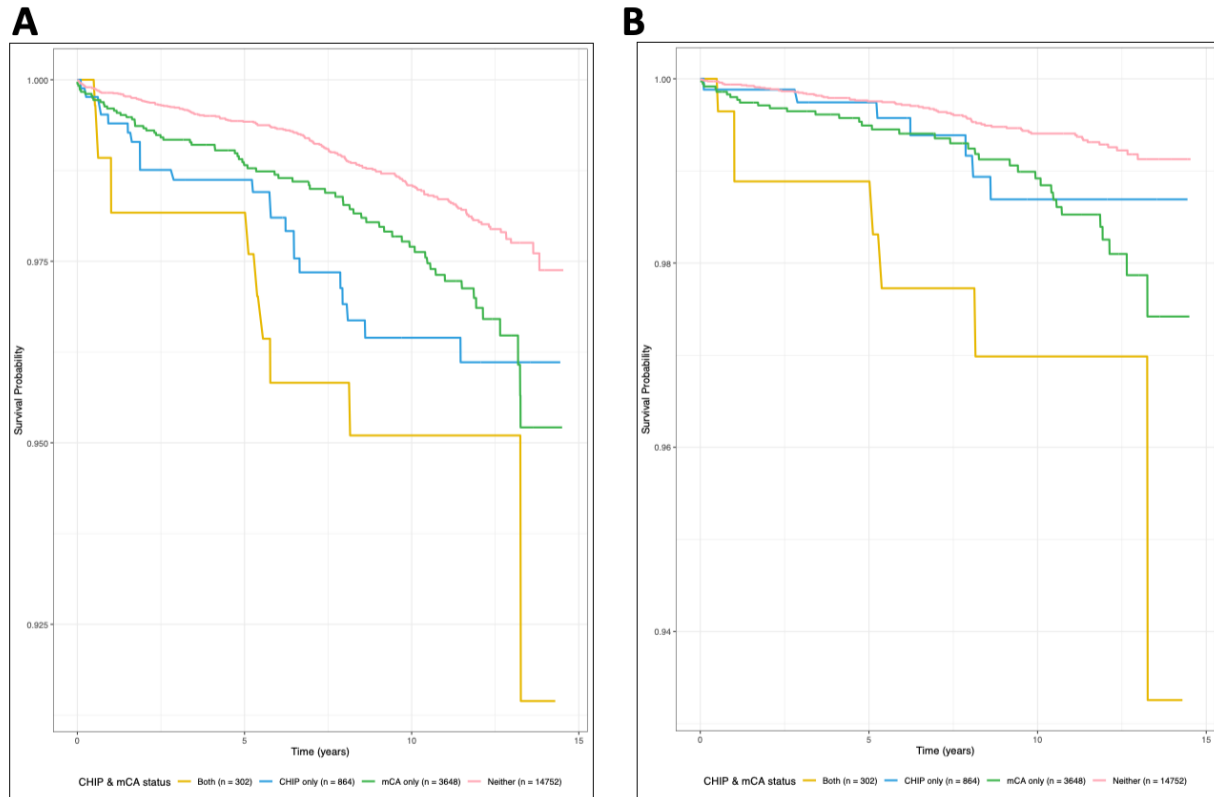 A
1.000
0.975
0.950
0.925
Survival Probability
0
5
10
15
Time (years)
CHIP & mCA status Both (n = 302) CHIP only (n = 864) mCA only (n = 3648) Neither (n = 14752)
B
1.00
0.98
0.96
0.94
Survival Probability
0
5
10
15
Time (years)
CHIP & mCA status Both (n = 302) CHIP only (n = 864) mCA only (n = 3648) Neither (n = 14752)